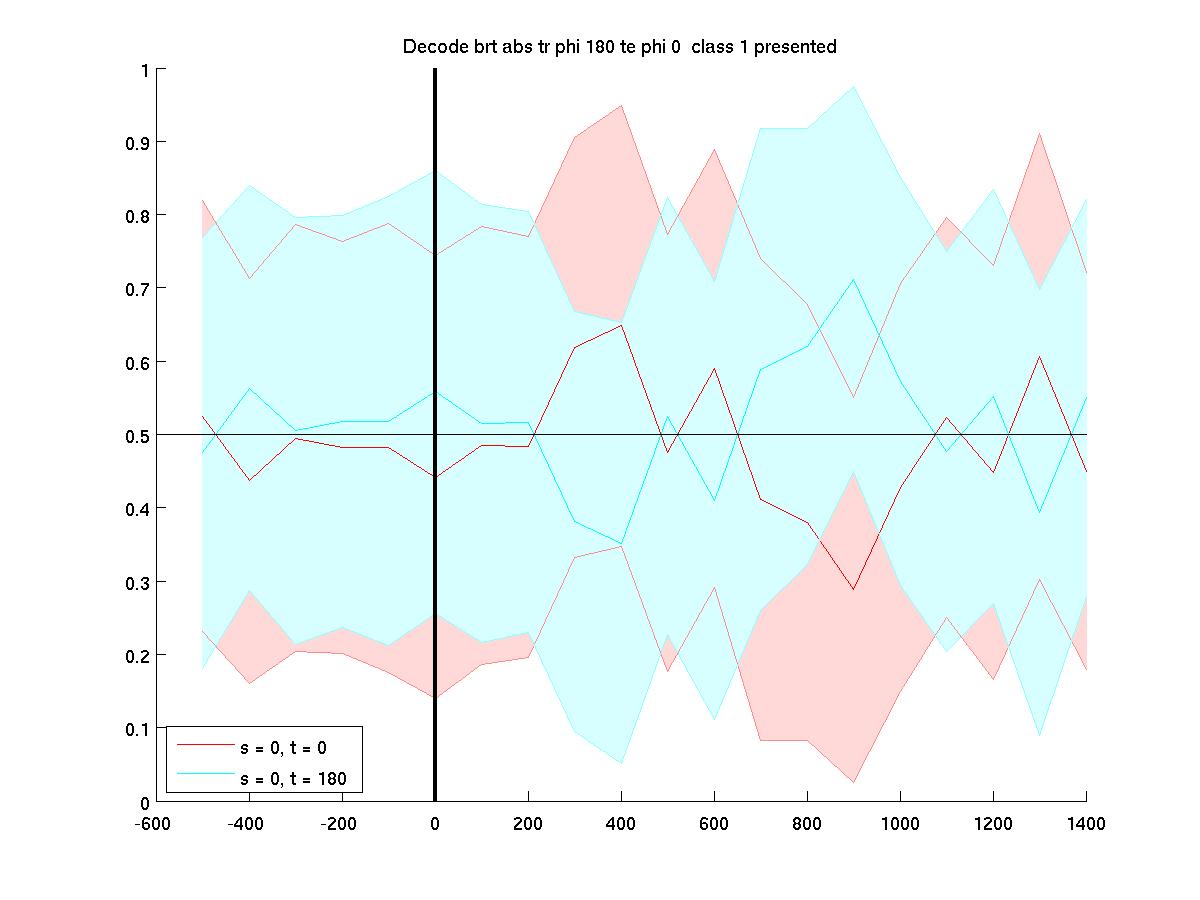 Decode brt abs tr phi 180 te phi 0  class 1 presented
1
0.9
0.8
0.7
0.6
0.5
0.4
0.3
0.2
0.1
0
s = 0, t = 0
s = 0, t = 180
-600 -400 -200 0 200 400 600 800 1000 1200 1400